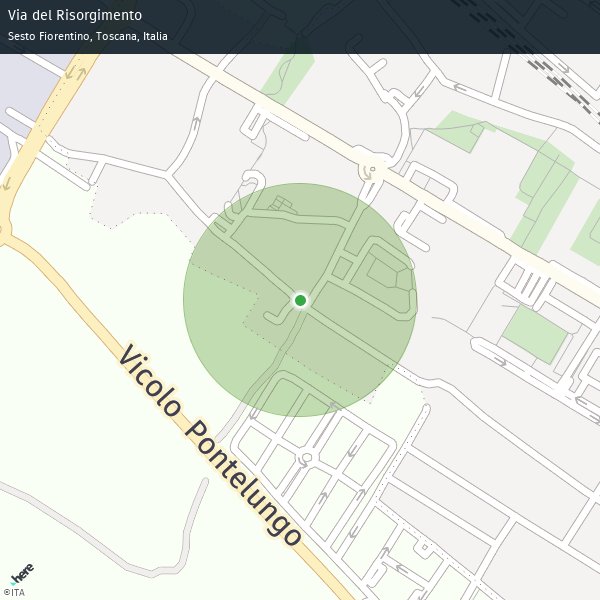 Via del Risorgimento
Sesto Fiorentino, Toscana, Italia
Vicolo Pontelungo
here
©ITA